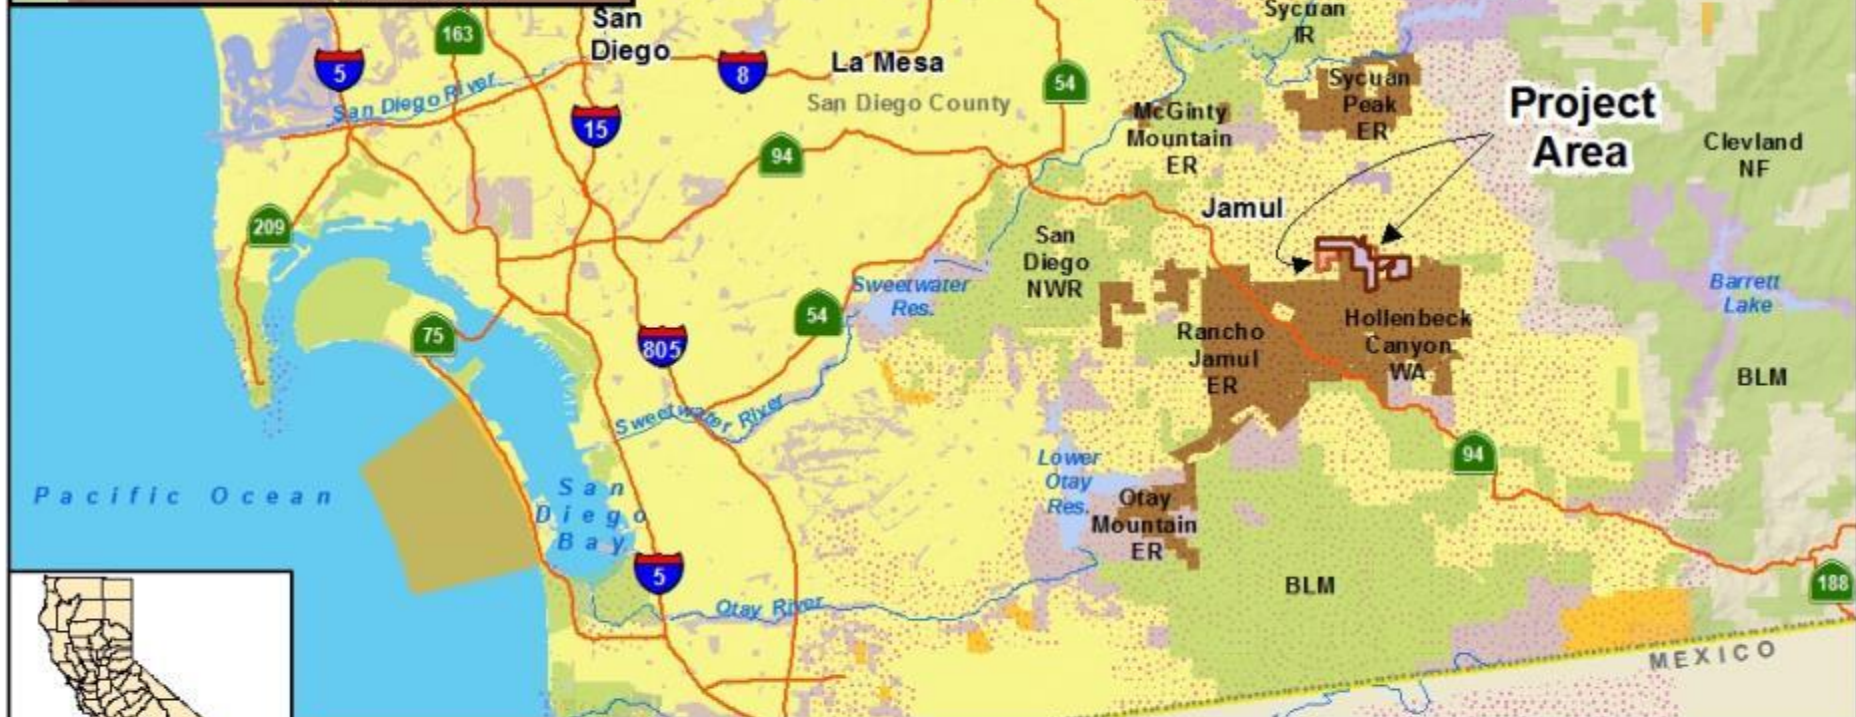 San
Diego
163
5
San Diego River
8
La Mesa
San Diego County
15
94
54
Sycuan
IR
Sycuan
Peak
ER
McGinty
Mountain
ER
Project
Area
Clevland
NF
209
Jamul
San
Diego
NWR
Sweetwater
Res.
54
75
805
Rancho
Jamul
ER
Hollenbeck
Canyon
WA
Barrett
Lake
BLM
Sweetwater River
94
Pacific Ocean
San
Diego
Bay
Lower
Otay
Res.
Otay
Mountain
ER
5
Otay River
BLM
188
MEXICO